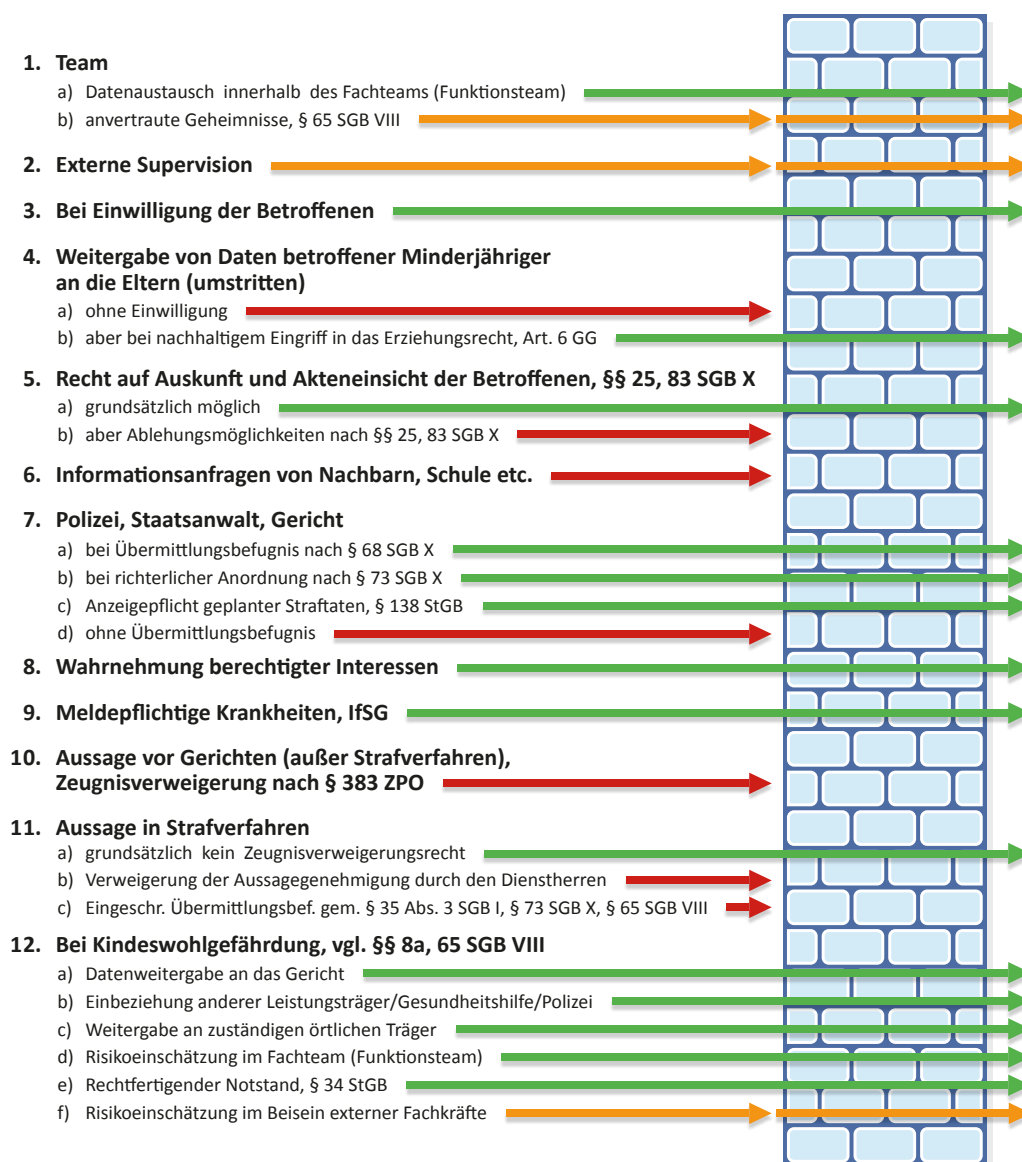 1. Team
a) Datenaustausch innerhalb des Fachteams (Funktionsteam)
b) anvertraute Geheimnisse, § 65 SGB VIII
2. Externe Supervision
3. Bei Einwilligung der Betroffenen
4. Weitergabe von Daten betroffener Minderjähriger
an die Eltern (umstritten)
a) ohne Einwilligung
b) aber bei nachhaltigem Eingriff in das Erziehungsrecht, Art. 6 GG
5. Recht auf Auskunft und Akteneinsicht der Betroffenen, §§ 25, 83 SGB X
a) grundsätzlich möglich
b) aber Ablehungsmöglichkeiten nach §§ 25, 83 SGB X
6. Informationsanfragen von Nachbarn, Schule etc.
7. Polizei, Staatsanwalt, Gericht
a) bei Übermittlungsbefugnis nach § 68 SGB X
b) bei richterlicher Anordnung nach § 73 SGB X
c) Anzeigepflicht geplanter Straftaten, § 138 StGB
d) ohne Übermittlungsbefugnis
8. Wahrnehmung berechtigter Interessen
9. Meldepflichtige Krankheiten, IfSG
10. Aussage vor Gerichten (außer Strafverfahren),
Zeugnisverweigerung nach § 383 ZPO
11. Aussage in Strafverfahren
a) grundsätzlich kein Zeugnisverweigerungsrecht
b) Verweigerung der Aussagegenehmigung durch den Dienstherren
c) Eingeschr. Übermittlungsbef. gem. § 35 Abs. 3 SGB I, § 73 SGB X, § 65 SGB VIII
12. Bei Kindeswohlgefährdung, vgl. §§ 8a, 65 SGB VIII
a) Datenweitergabe an das Gericht
b) Einbeziehung anderer Leistungsträger/Gesundheitshilfe/Polizei
c) Weitergabe an zuständigen örtlichen Träger
d) Risikoeinschätzung im Fachteam (Funktionsteam)
e) Rechtfertigender Notstand, § 34 StGB
f) Risikoeinschätzung im Beisein externer Fachkräfte